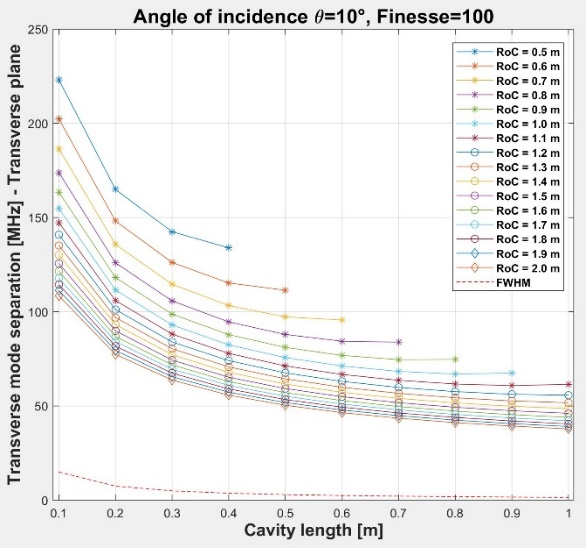 Angle of incidence θ=10°, Finesse=100
Transverse mode separation [MHz] - Transverse plane
250
200
150
100
50
0
RoC = 0.5 m
RoC = 0.6 m
RoC = 0.7 m
RoC = 0.8 m
RoC = 0.9 m
RoC = 1.0 m
RoC = 1.1 m
RoC = 1.2 m
RoC = 1.3 m
RoC = 1.4 m
RoC = 1.5 m
RoC = 1.6 m
RoC = 1.7 m
RoC = 1.8 m
RoC = 1.9 m
RoC = 2.0 m
FWHM
0.1 0.2 0.3 0.4 0.5 0.6 0.7 0.8 0.9 1
Cavity length [m]